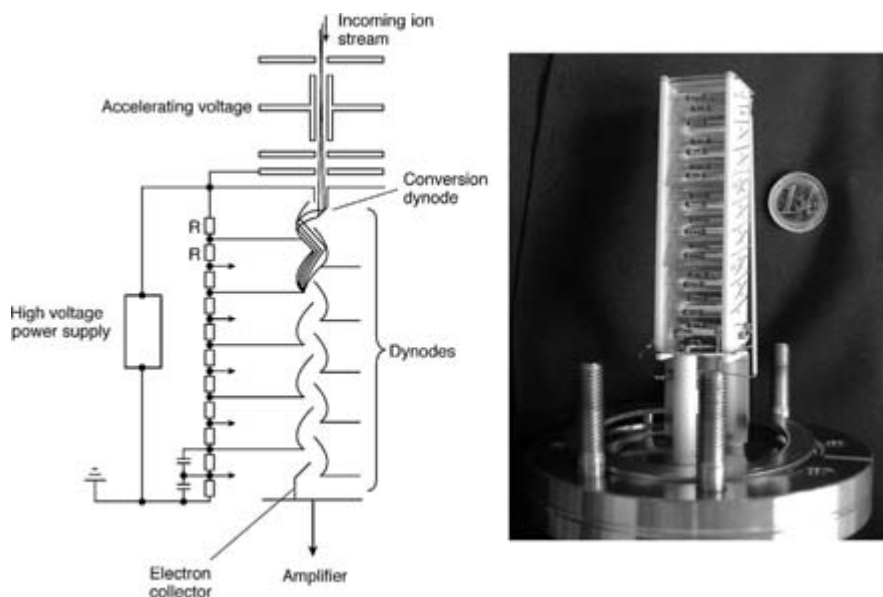 Incoming ion
stream
Accelerating voltage
Conversion
dynode
R
R
High voltage
power supply
Dynodes
Electron
collector
Amplifier